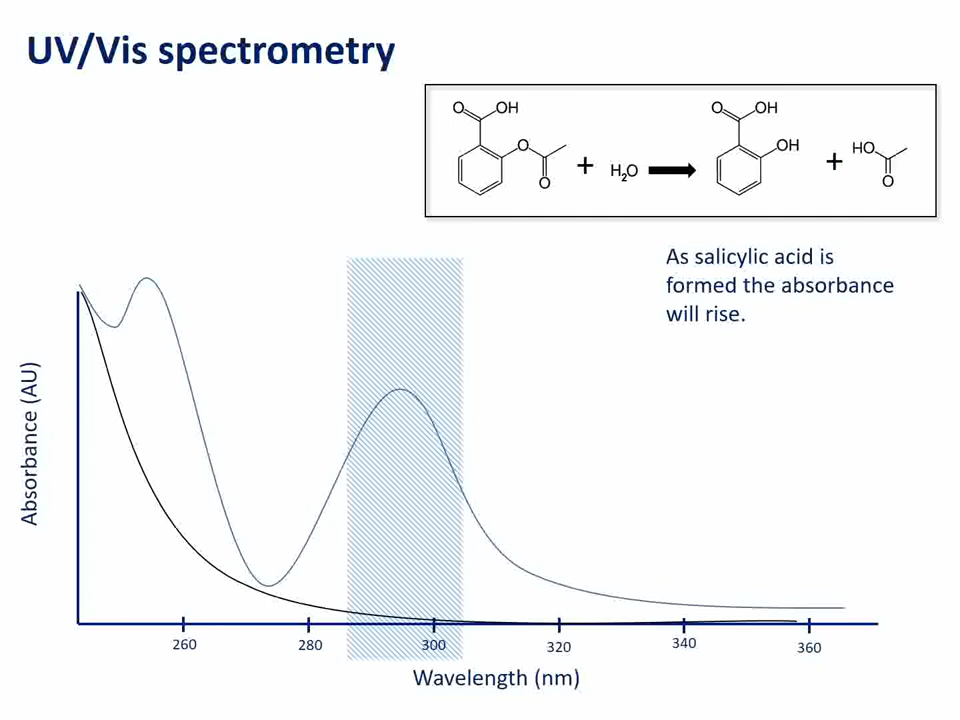 UV/Vis spectrometry
O OH
O
O
+ H₂O
O OH
OH
+ HO
O
As salicylic acid is
formed the absorbance
will rise.
Absorbance (AU)
260 280 300 320 340 360
Wavelength (nm)